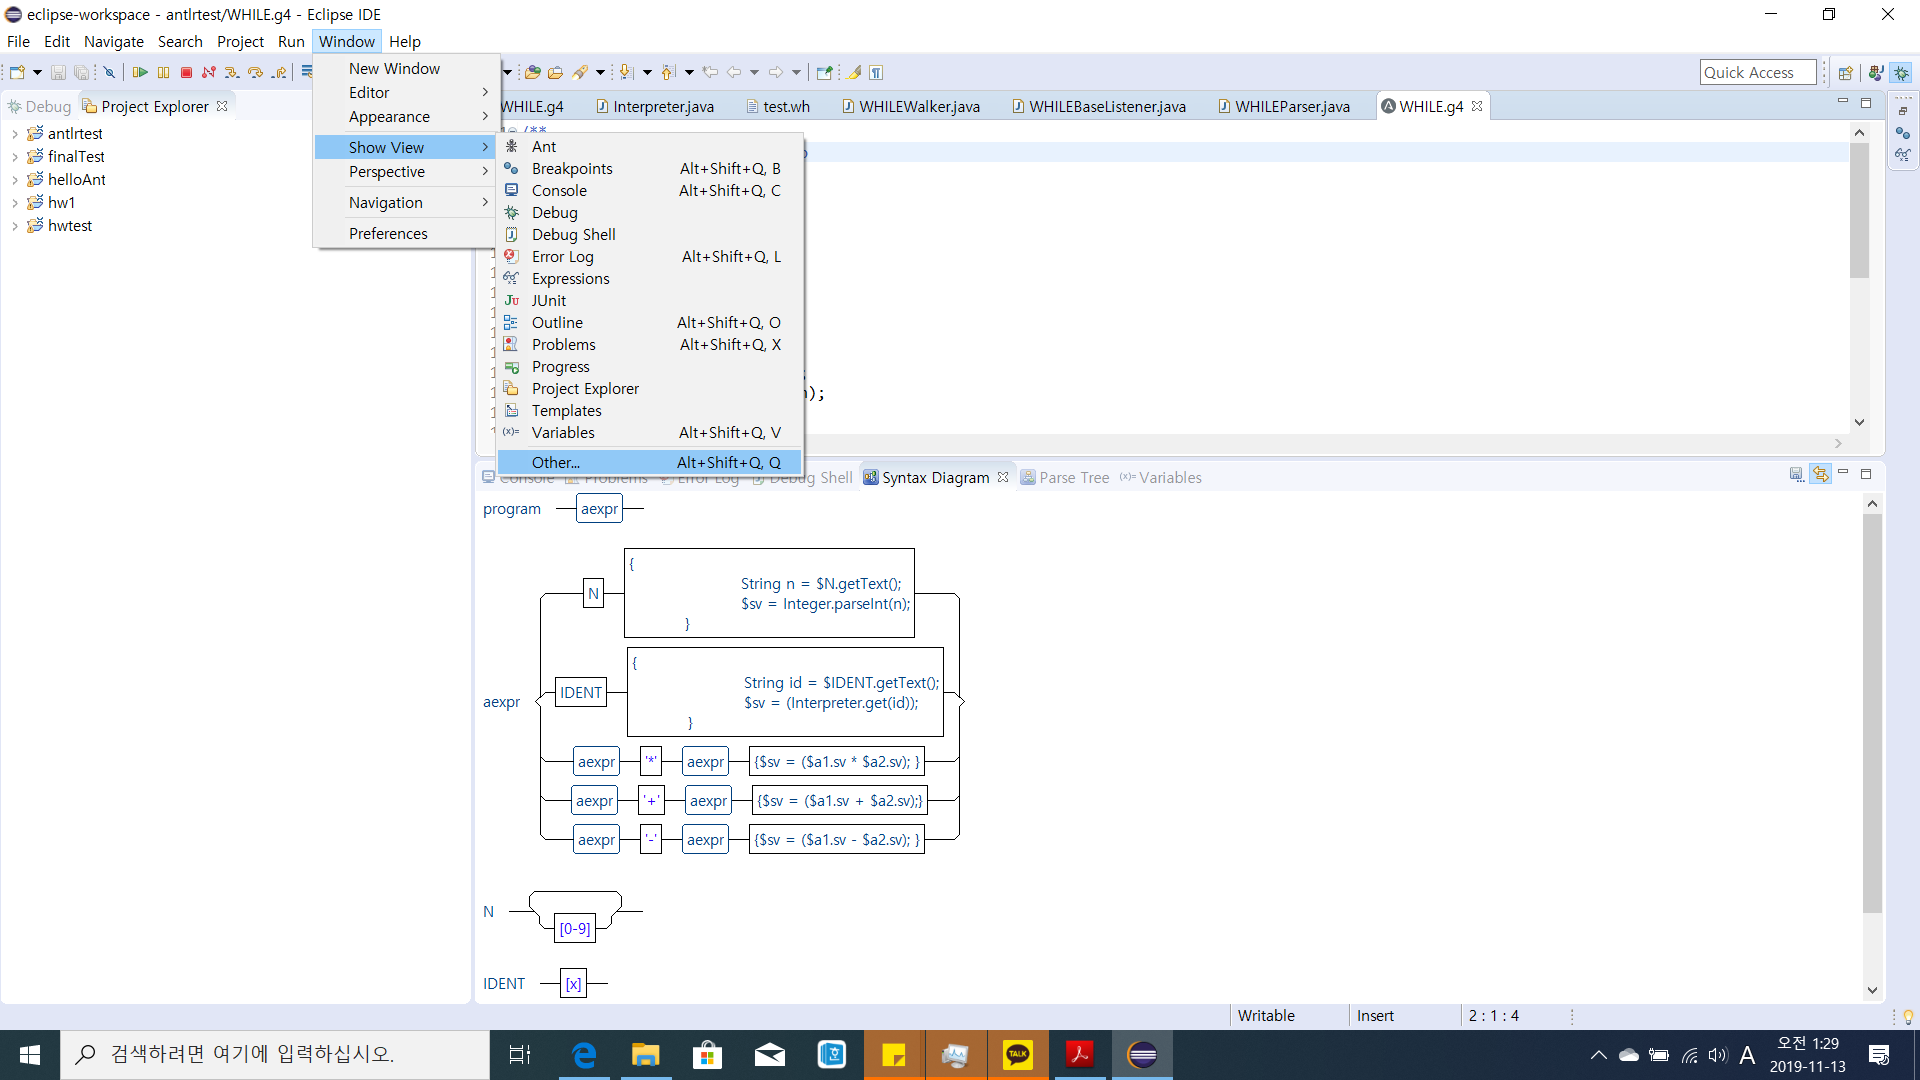 eclipse-workspace - antlrtest/WHILE.g4 - Eclipse IDE
File Edit Navigate Search Project Run Window Help
Quick Access
New Window
Editor
Appearance
Show View
Perspective
Navigation
Preferences
Debug Project Explorer
antlrtest
finalTest
helloAnt
hw1
hwtest
WHILE.g4 Interpreter.java test.wh WHILEWalker.java WHILEBaseListener.java WHILEParser.java WHILE.g4
/**
);
Ant
Breakpoints Alt+Shift+Q, B
Console Alt+Shift+Q, C
Debug
Debug Shell
Error Log Alt+Shift+Q, L
Expressions
JUnit
Outline Alt+Shift+Q, O
Problems Alt+Shift+Q, X
Progress
Project Explorer
Templates
Variables Alt+Shift+Q, V
Other... Alt+Shift+Q, Q
Console Problems Error Log Debug Shell Syntax Diagram Parse Tree (x)= Variables
program aexpr
aexpr
N {
String n = $N.getText();
$sv = Integer.parseInt(n);
}
IDENT {
String id = $IDENT.getText();
$sv = (Interpreter.get(id));
}
aexpr '*' aexpr {$sv = ($a1.sv * $a2.sv); }
aexpr '+' aexpr {$sv = ($a1.sv + $a2.sv);}
aexpr '-' aexpr {$sv = ($a1.sv - $a2.sv); }
N [0-9]
IDENT [x]
Writable Insert 2 : 1 : 4
검색하려면 여기에 입력하십시오.
TALK
A
오전 1:29
2019-11-13